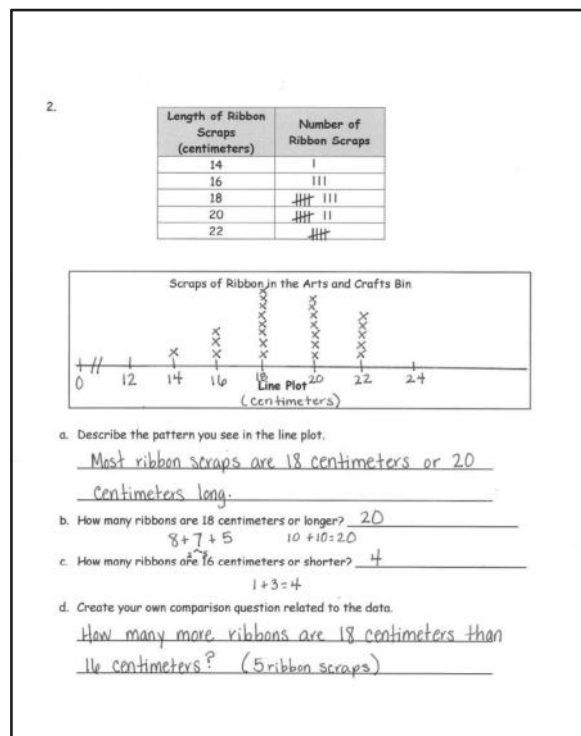 2.
Length of Ribbon Scraps (centimeters) Number of Ribbon Scraps
14 |
16 |||
18 卌 |||
20 卌 ||
22 卌
Scraps of Ribbon in the Arts and Crafts Bin
0 12 14 16 18 20 22 24
Line Plot
(centimeters)
a. Describe the pattern you see in the line plot.
Most ribbon scraps are 18 centimeters or 20
centimeters long.
b. How many ribbons are 18 centimeters or longer? 20
8+7+5 10+10=20
2 5
c. How many ribbons are 16 centimeters or shorter? 4
1+3=4
d. Create your own comparison question related to the data.
How many more ribbons are 18 centimeters than
16 centimeters? (5 ribbon scraps)